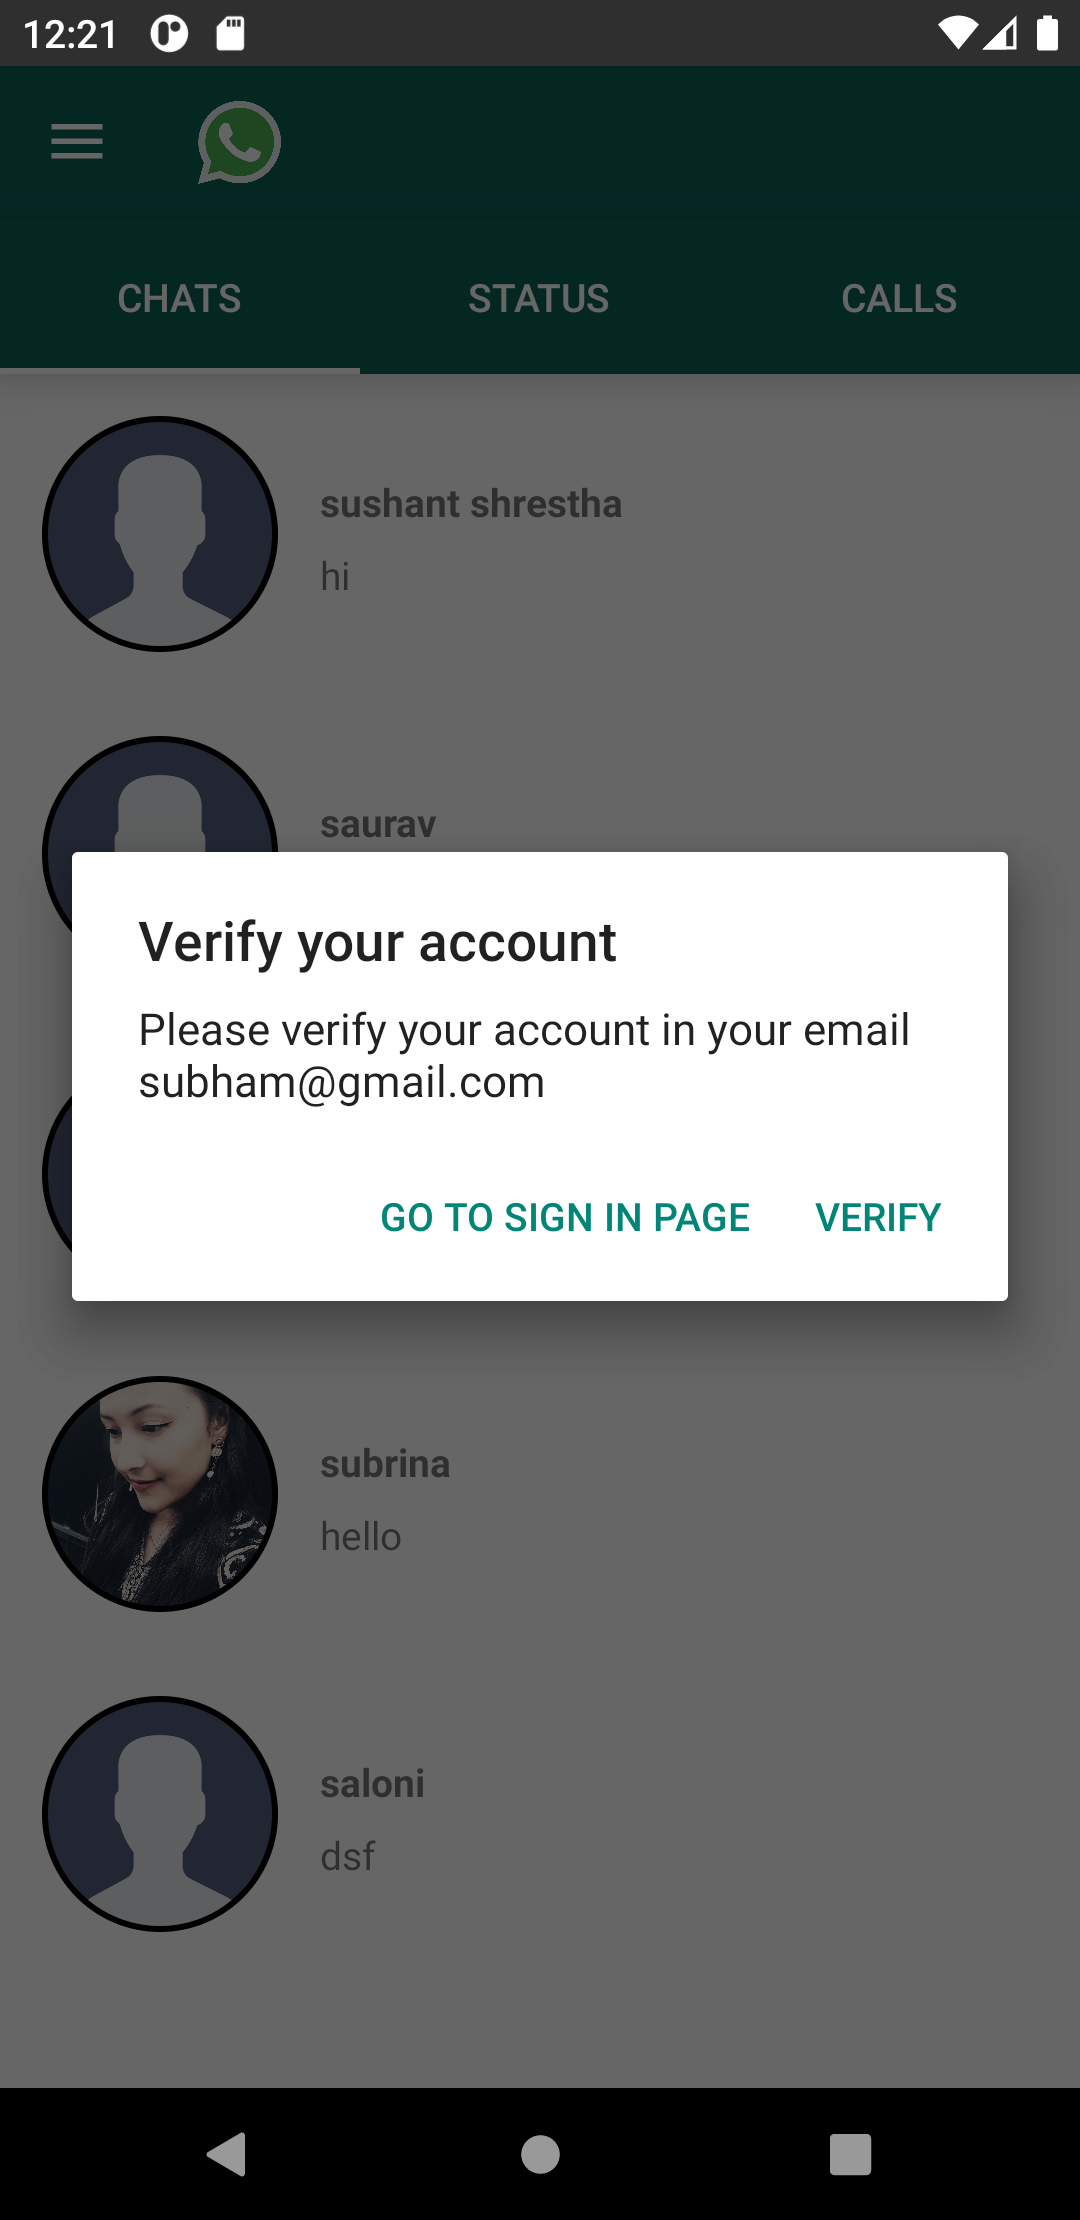 12:21
CHATS STATUS CALLS
sushant shrestha
hi
saurav
Verify your account
Please verify your account in your email
subham@gmail.com
GO TO SIGN IN PAGE VERIFY
subrina
hello
saloni
dsf